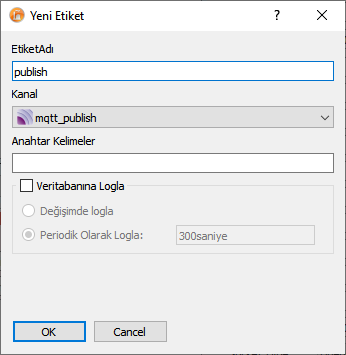 Yeni Etiket
EtiketAdı
publish
Kanal
mqtt_publish
Anahtar Kelimeler
Veritabanına Logla
Değişimde logla
Periodik Olarak Logla:
300saniye
OK
Cancel